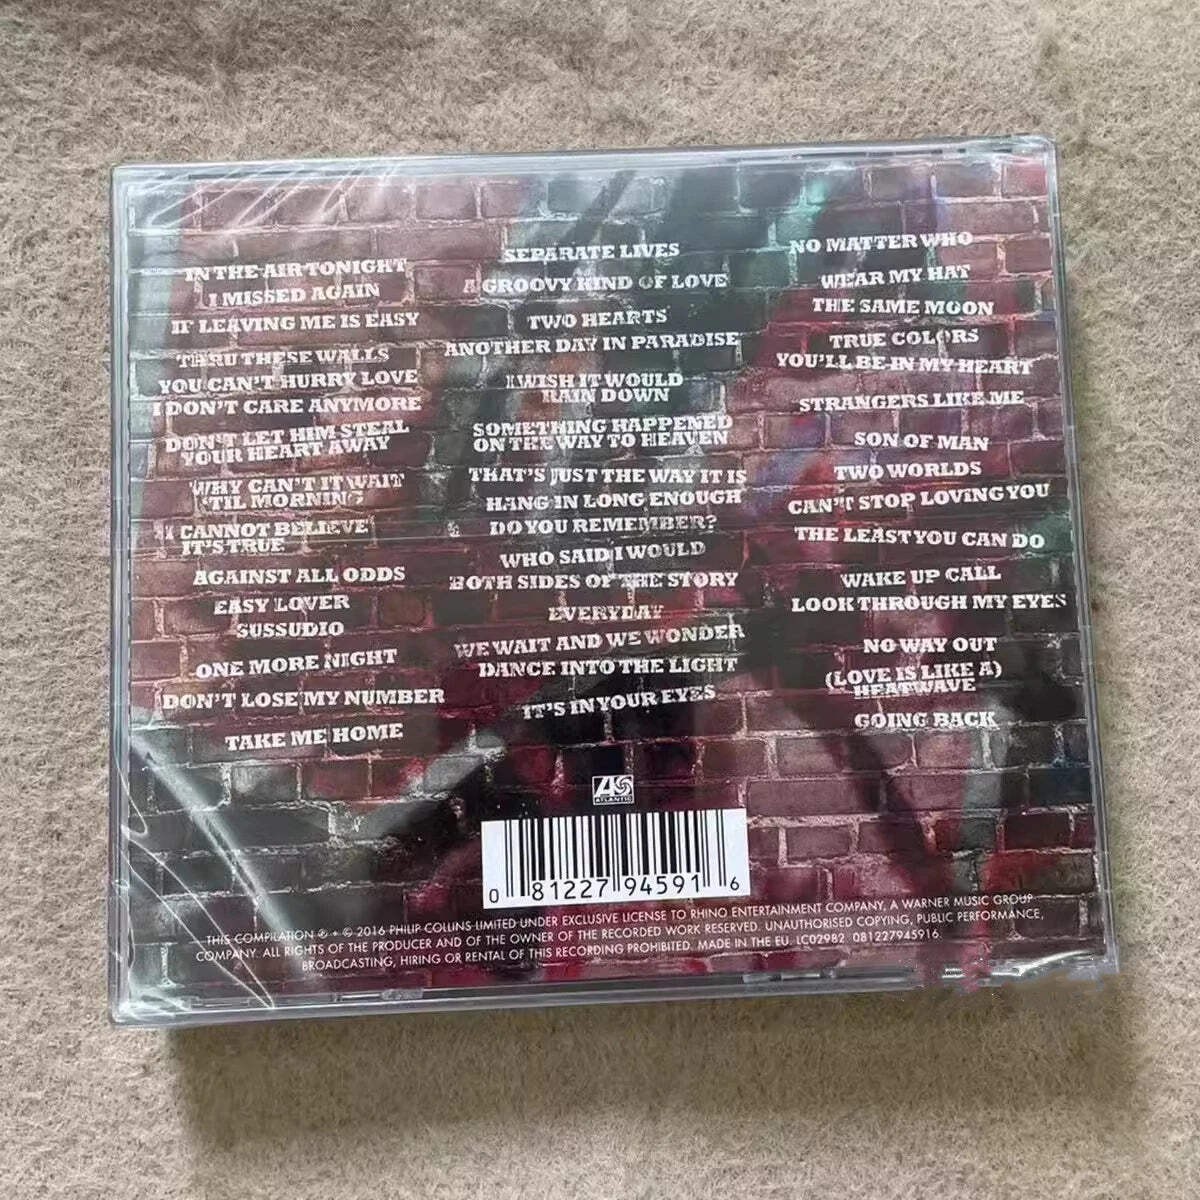 IN THE AIR TONIGHT
I MISSED AGAIN
IF LEAVING ME IS EASY
THRU THESE WALLS
YOU CAN'T HURRY LOVE
I DON'T CARE ANYMORE
DON'T LET HIM STEAL
YOUR HEART AWAY
WHY CAN'T IT WAIT
'TIL MORNING
I CANNOT BELIEVE
IT'S TRUE
AGAINST ALL ODDS
EASY LOVER
SUSSUDIO
ONE MORE NIGHT
DON'T LOSE MY NUMBER
TAKE ME HOME
SEPARATE LIVES
A GROOVY KIND OF LOVE
TWO HEARTS
ANOTHER DAY IN PARADISE
I WISH IT WOULD
RAIN DOWN
SOMETHING HAPPENED
ON THE WAY TO HEAVEN
THAT'S JUST THE WAY IT IS
HANG IN LONG ENOUGH
DO YOU REMEMBER?
WHO SAID I WOULD
BOTH SIDES OF THE STORY
EVERYDAY
WE WAIT AND WE WONDER
DANCE INTO THE LIGHT
IT'S IN YOUR EYES
NO MATTER WHO
WEAR MY HAT
THE SAME MOON
TRUE COLORS
YOU'LL BE IN MY HEART
STRANGERS LIKE ME
SON OF MAN
TWO WORLDS
CAN'T STOP LOVING YOU
THE LEAST YOU CAN DO
WAKE UP CALL
LOOK THROUGH MY EYES
NO WAY OUT
(LOVE IS LIKE A)
HEATWAVE
GOING BACK
ATLANTIC
0 81227 94591 6
THIS COMPILATION ℗ + © 2016 PHILIP COLLINS LIMITED UNDER EXCLUSIVE LICENSE TO RHINO ENTERTAINMENT COMPANY. A WARNER MUSIC GROUP
COMPANY. ALL RIGHTS OF THE PRODUCER AND OF THE OWNER OF THE RECORDED WORK RESERVED. UNAUTHORISED COPYING, PUBLIC PERFORMANCE,
BROADCASTING, HIRING OR RENTAL OF THIS RECORDING PROHIBITED. MADE IN THE EU. LC02982 081227945916.